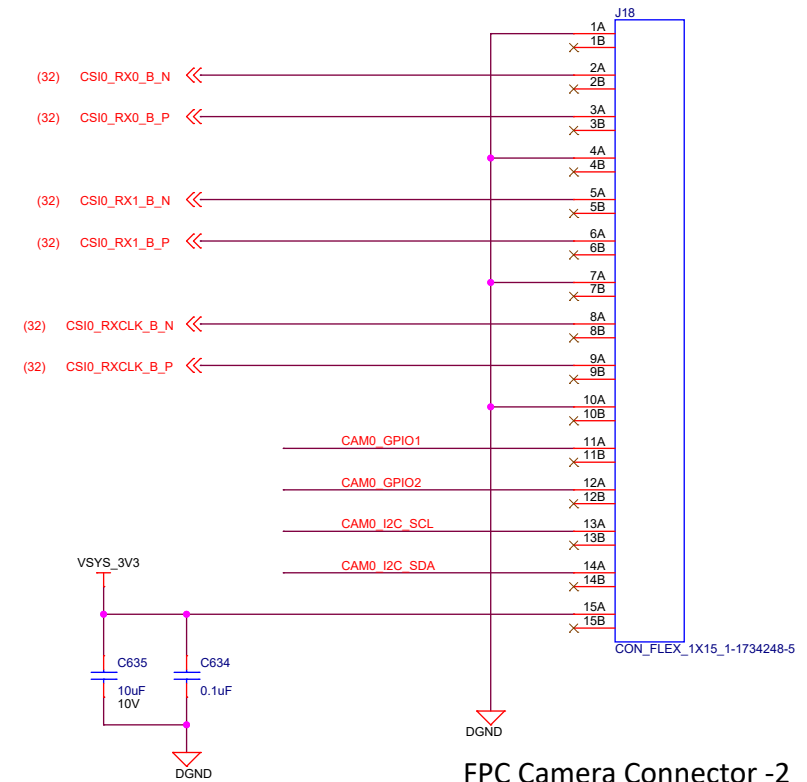 J18
1A
1B
(32) CSI0_RX0_B_N 2A
2B
(32) CSI0_RX0_B_P 3A
3B
4A
4B
(32) CSI0_RX1_B_N 5A
5B
(32) CSI0_RX1_B_P 6A
6B
7A
7B
(32) CSI0_RXCLK_B_N 8A
8B
(32) CSI0_RXCLK_B_P 9A
9B
10A
10B
CAM0_GPIO1 11A
11B
CAM0_GPIO2 12A
12B
CAM0_I2C_SCL 13A
13B
VSYS_3V3 CAM0_I2C_SDA 14A
14B
15A
15B
CON_FLEX_1X15_1-1734248-5
C635 C634
10uF 0.1uF
10V
DGND
DGND
FPC Camera Connector -2